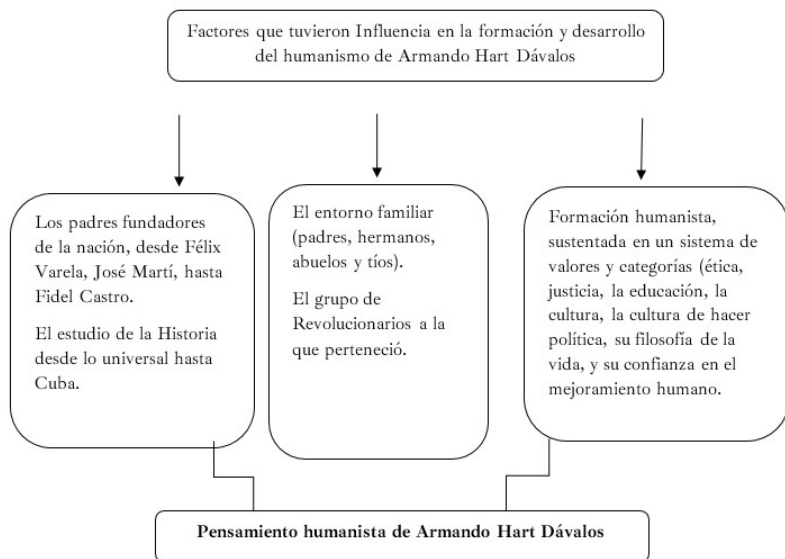 Factores que tuvieron Influencia en la formación y desarrollo
del humanismo de Armando Hart Dávalos
Los padres fundadores
de la nación, desde Félix
Varela, José Martí, hasta
Fidel Castro.
El estudio de la Historia
desde lo universal hasta
Cuba.
El entorno familiar
(padres, hermanos,
abuelos y tíos).
El grupo de
Revolucionarios a la
que perteneció.
Formación humanista,
sustentada en un sistema de
valores y categorías (ética,
justicia, la educación, la
cultura, la cultura de hacer
política, su filosofía de la
vida, y su confianza en el
mejoramiento humano.
Pensamiento humanista de Armando Hart Dávalos